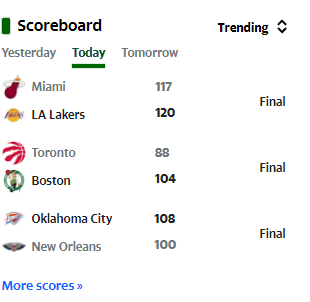 Scoreboard Trending
Yesterday Today Tomorrow
Miami 117
LA Lakers 120
Final
Toronto 88
Boston 104
Final
Oklahoma City 108
New Orleans 100
Final
More scores »